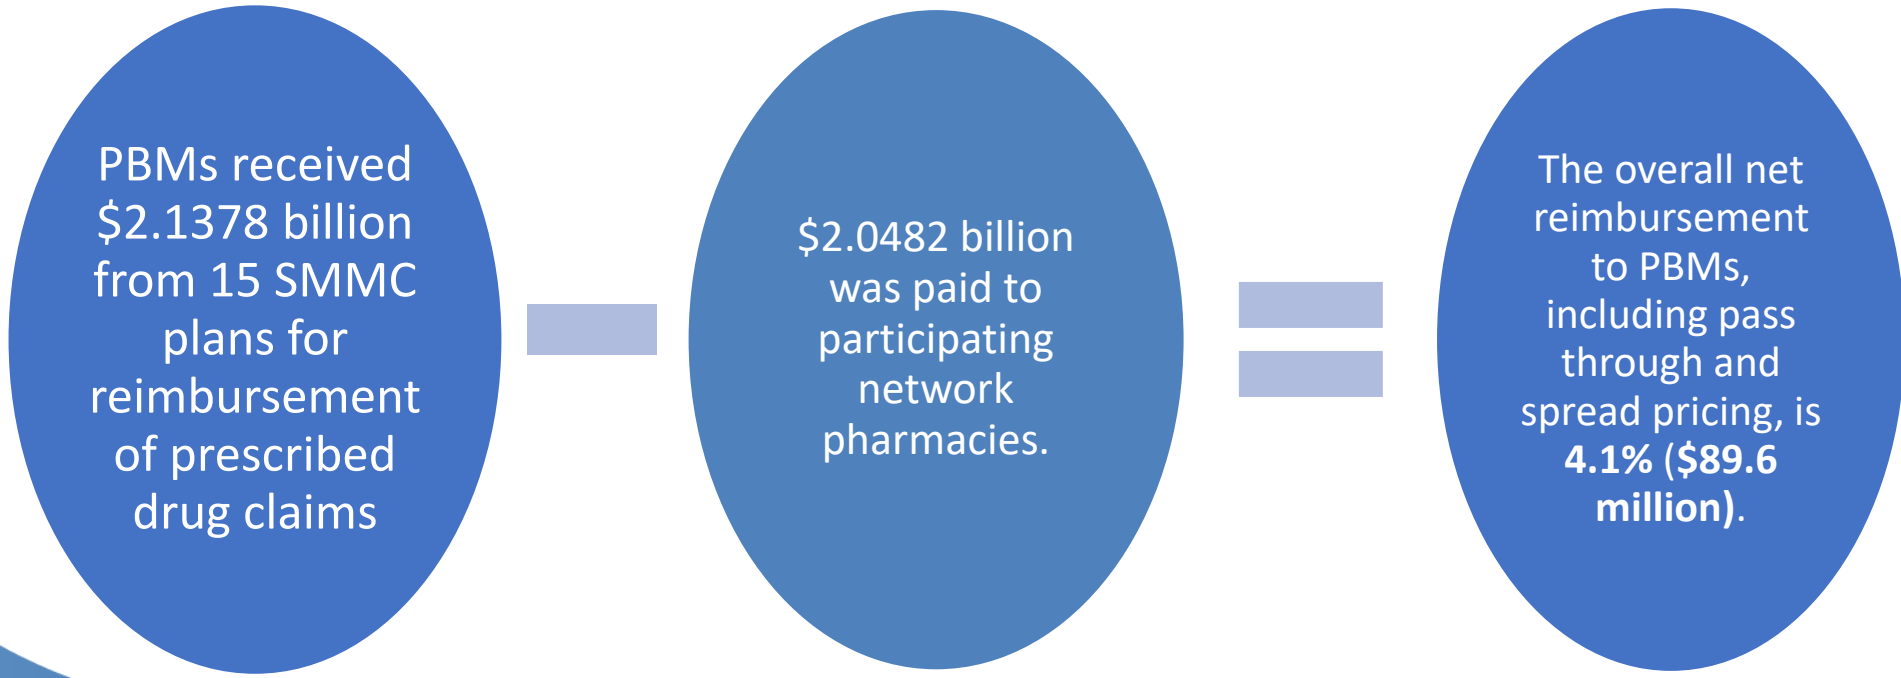 PBMs received
$2.1378 billion
from 15 SMMC
plans for
reimbursement
of prescribed
drug claims
$2.0482 billion
was paid to
participating
network
pharmacies.
The overall net
reimbursement
to PBMs,
including pass
through and
spread pricing, is
4.1% ($89.6
million).